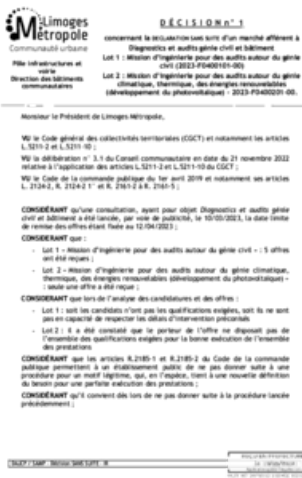 Limoges
Métropole
Communauté urbaine
Pôle Infrastructures et
voirie
Direction des bâtiments
communautaires
DÉCISION n° 1
concernant la DECLARATION SANS SUITE d'un marché afférent à
Diagnostics et audits génie civil et bâtiment
Lot 1 : Mission d'ingénierie pour des audits autour du génie
civil (2023-F0400101-00)
Lot 2 : Mission d'ingénierie pour des audits autour du génie
climatique, thermique, des énergies renouvelables
(développement du photovoltaïque) - 2023-F0400201-00.
Monsieur le Président de Limoges Métropole,
VU le Code général des collectivités territoriales (CGCT) et notamment les articles
L.5211-2 et L.5211-10 ;
VU la délibération n° 3.1 du Conseil communautaire en date du 21 novembre 2022
relative à l'application des articles L.5211-2 et L.5211-10 du CGCT ;
VU le Code de la commande publique du 1er avril 2019 et notamment ses articles
L. 2124-2, R. 2124-2 1° et R. 2161-2 à R. 2161-5 ;
CONSIDÉRANT qu'une consultation, ayant pour objet Diagnostics et audits génie
civil et bâtiment a été lancée, par voie de publicité, le 10/03/2023, la date limite
de remise des offres étant fixée au 12/04/2023 ;
CONSIDÉRANT que :
- Lot 1 - Mission d'ingénierie pour des audits autour du génie civil - : 5 offres
ont été reçues ;
- Lot 2 - Mission d'ingénierie pour des audits autour du génie climatique,
thermique, des énergies renouvelables (développement du photovoltaïque) -
: seule une offre a été reçue ;
CONSIDERANT que lors de l'analyse des candidatures et des offres :
- Lot 1 : soit les candidats n'ont pas les qualifications exigées, soit ils ne sont
pas en capacité de respecter les délais d'intervention préconisés
- Lot 2 : il a été constaté que le porteur de l'offre ne disposait pas de
l'ensemble des qualifications exigées pour la bonne exécution de l'ensemble
des prestations
CONSIDÉRANT que les articles R.2185-1 et R.2185-2 du Code de la commande
publique permettent à un établissement public de ne pas donner suite à une
procédure pour un motif légitime, qui, en l'espèce, tient à une nouvelle définition
du besoin pour une parfaite exécution des prestations ;
CONSIDÉRANT qu'il convient dès lors de ne pas donner suite à la procédure lancée
précédemment ;
SANS SUITE